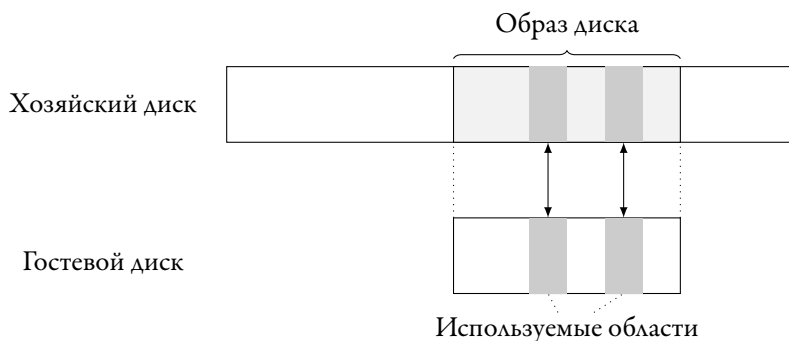 Образ диска
Хозяйский диск
Гостевой диск
Используемые области